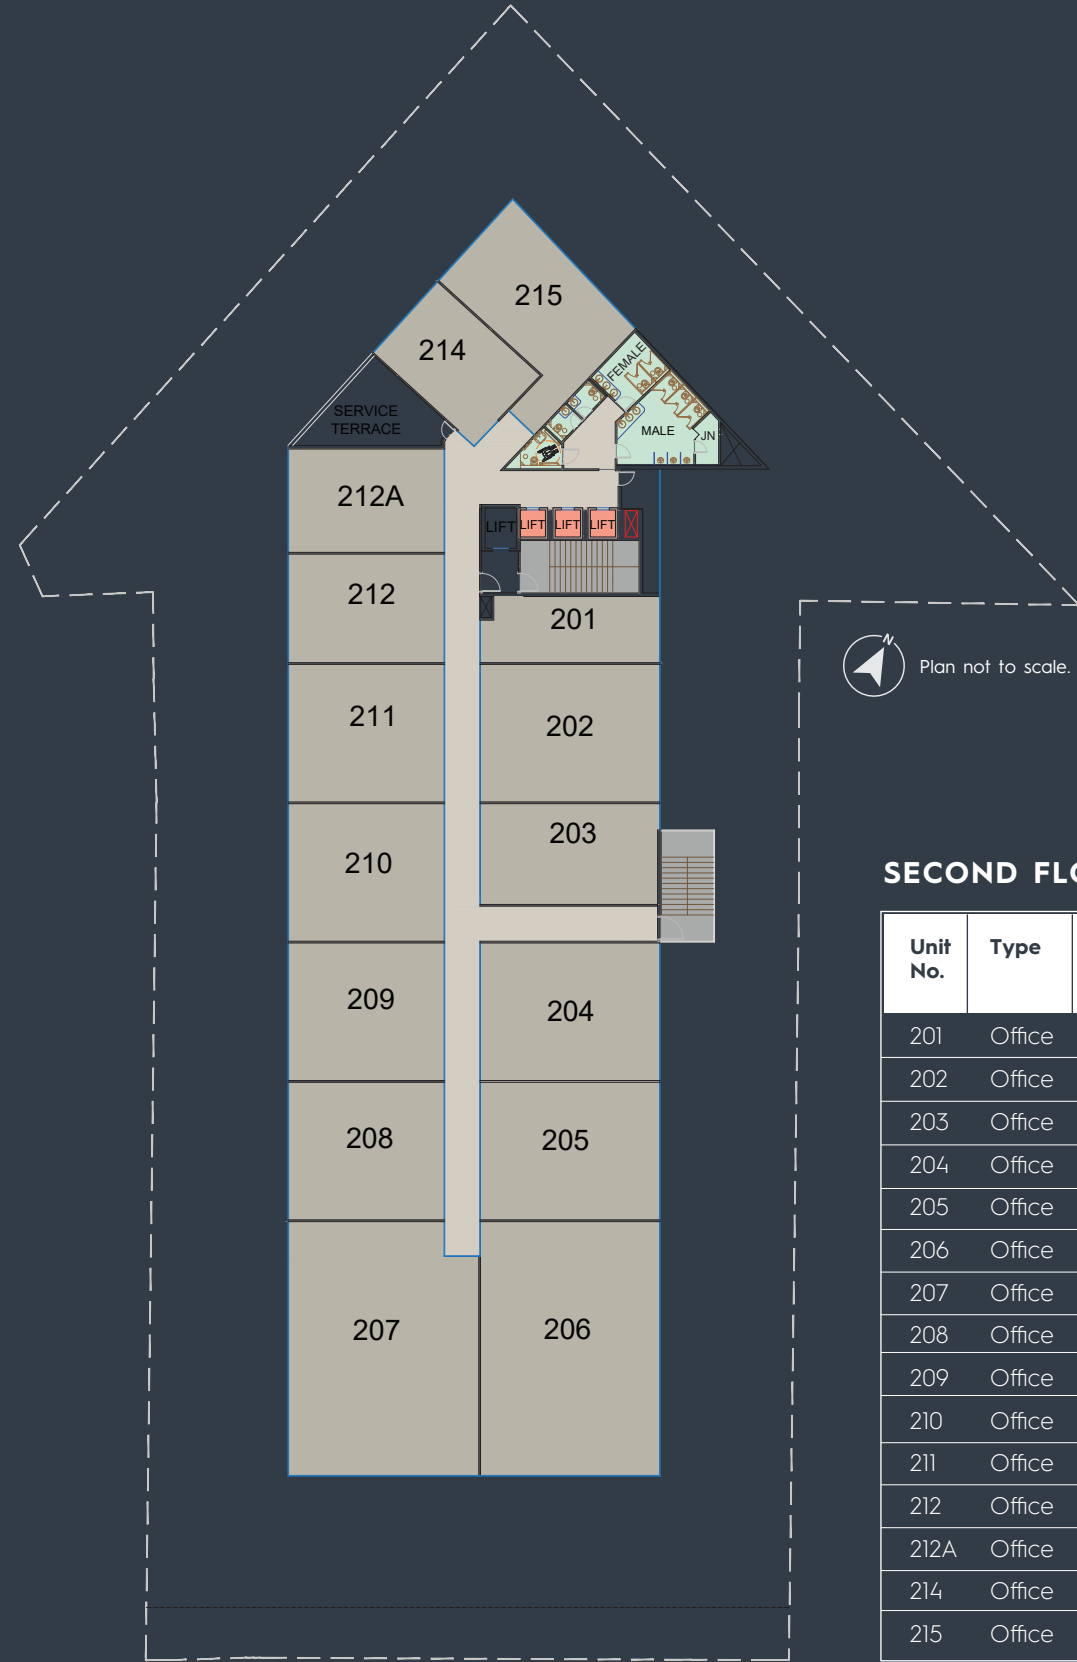 215
214
FEMALE
SERVICE
TERRACE
MALE
JN
212A
LIFT
LIFT
LIFT
LIFT
212
201
N
Plan not to scale.
211
202
203
210
SECOND FLO
Unit
No.
Type
209
204
201 Office
202 Office
208
205
203 Office
204 Office
205 Office
206 Office
207
206
207 Office
208 Office
209 Office
210 Office
211 Office
212 Office
212A Office
214 Office
215 Office